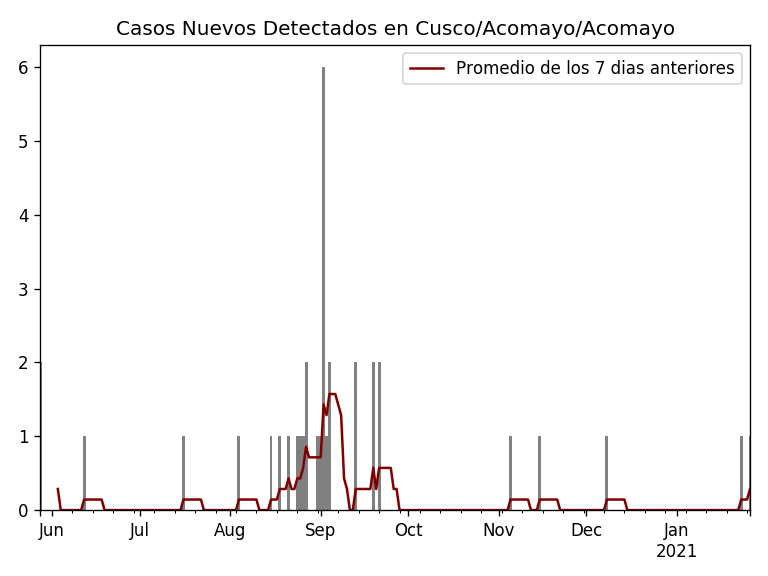 Casos Nuevos Detectados en Cusco/Acomayo/Acomayo
Promedio de los 7 dias anteriores
6
5
4
3
2
1
0
Jun Jul Aug Sep Oct Nov Dec Jan
2021